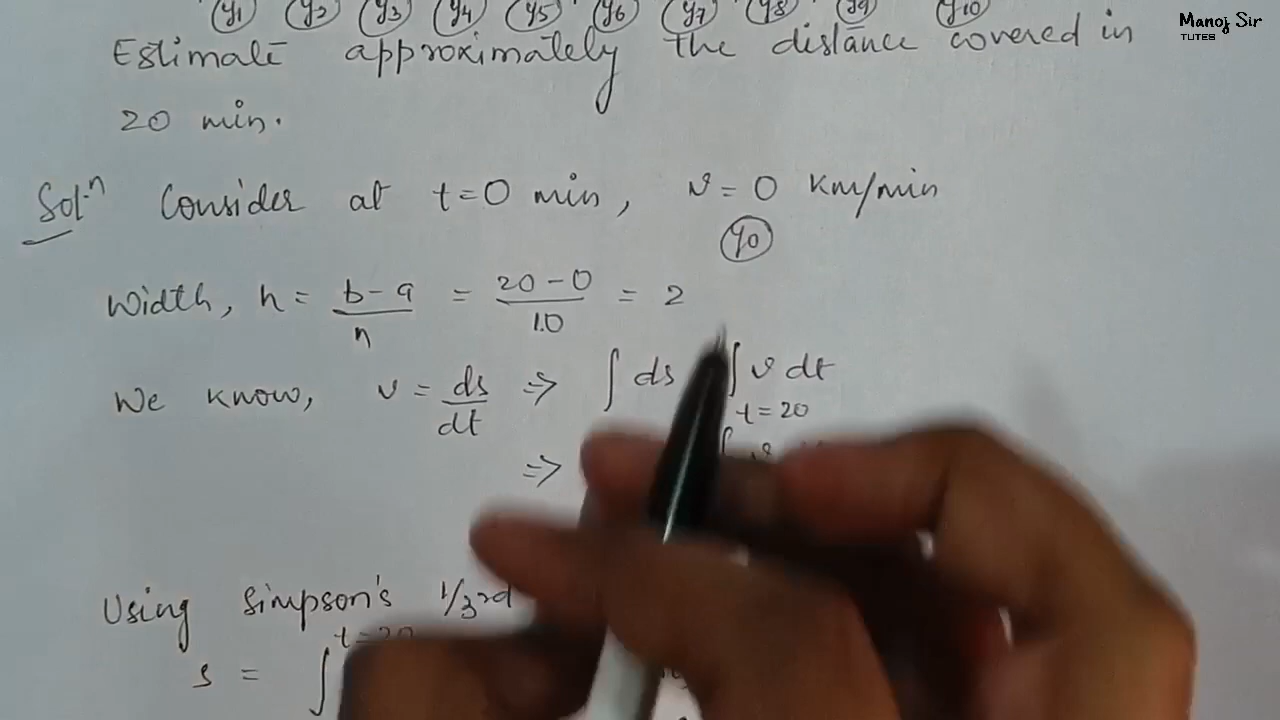 y1 y2 y3 y4 y5 y6 y7 y8 y9 y10
Manoj Sir
TUTES
Estimate approximately the distance covered in
20 min.
Sol.ⁿ Consider at t=0 min, v = 0 Km/min
y0
Width, h = b-a/n = 20-0/10 = 2
We know, v = ds/dt ⇒ ∫ ds ∫ v dt
t=20
⇒ ∫
Using Simpson's 1/3rd
t=20
s = ∫